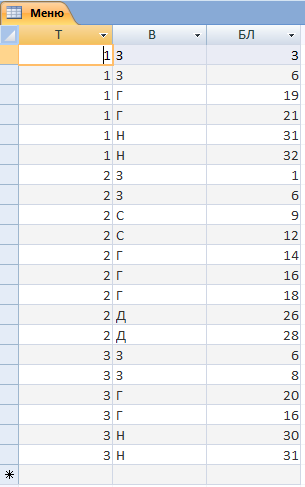 Меню
Т В БЛ
1 З 3
1 З 6
1 Г 19
1 Г 21
1 Н 31
1 Н 32
2 З 1
2 З 6
2 С 9
2 С 12
2 Г 14
2 Г 16
2 Г 18
2 Д 26
2 Д 28
3 З 6
3 З 8
3 Г 20
3 Г 16
3 Н 30
3 Н 31